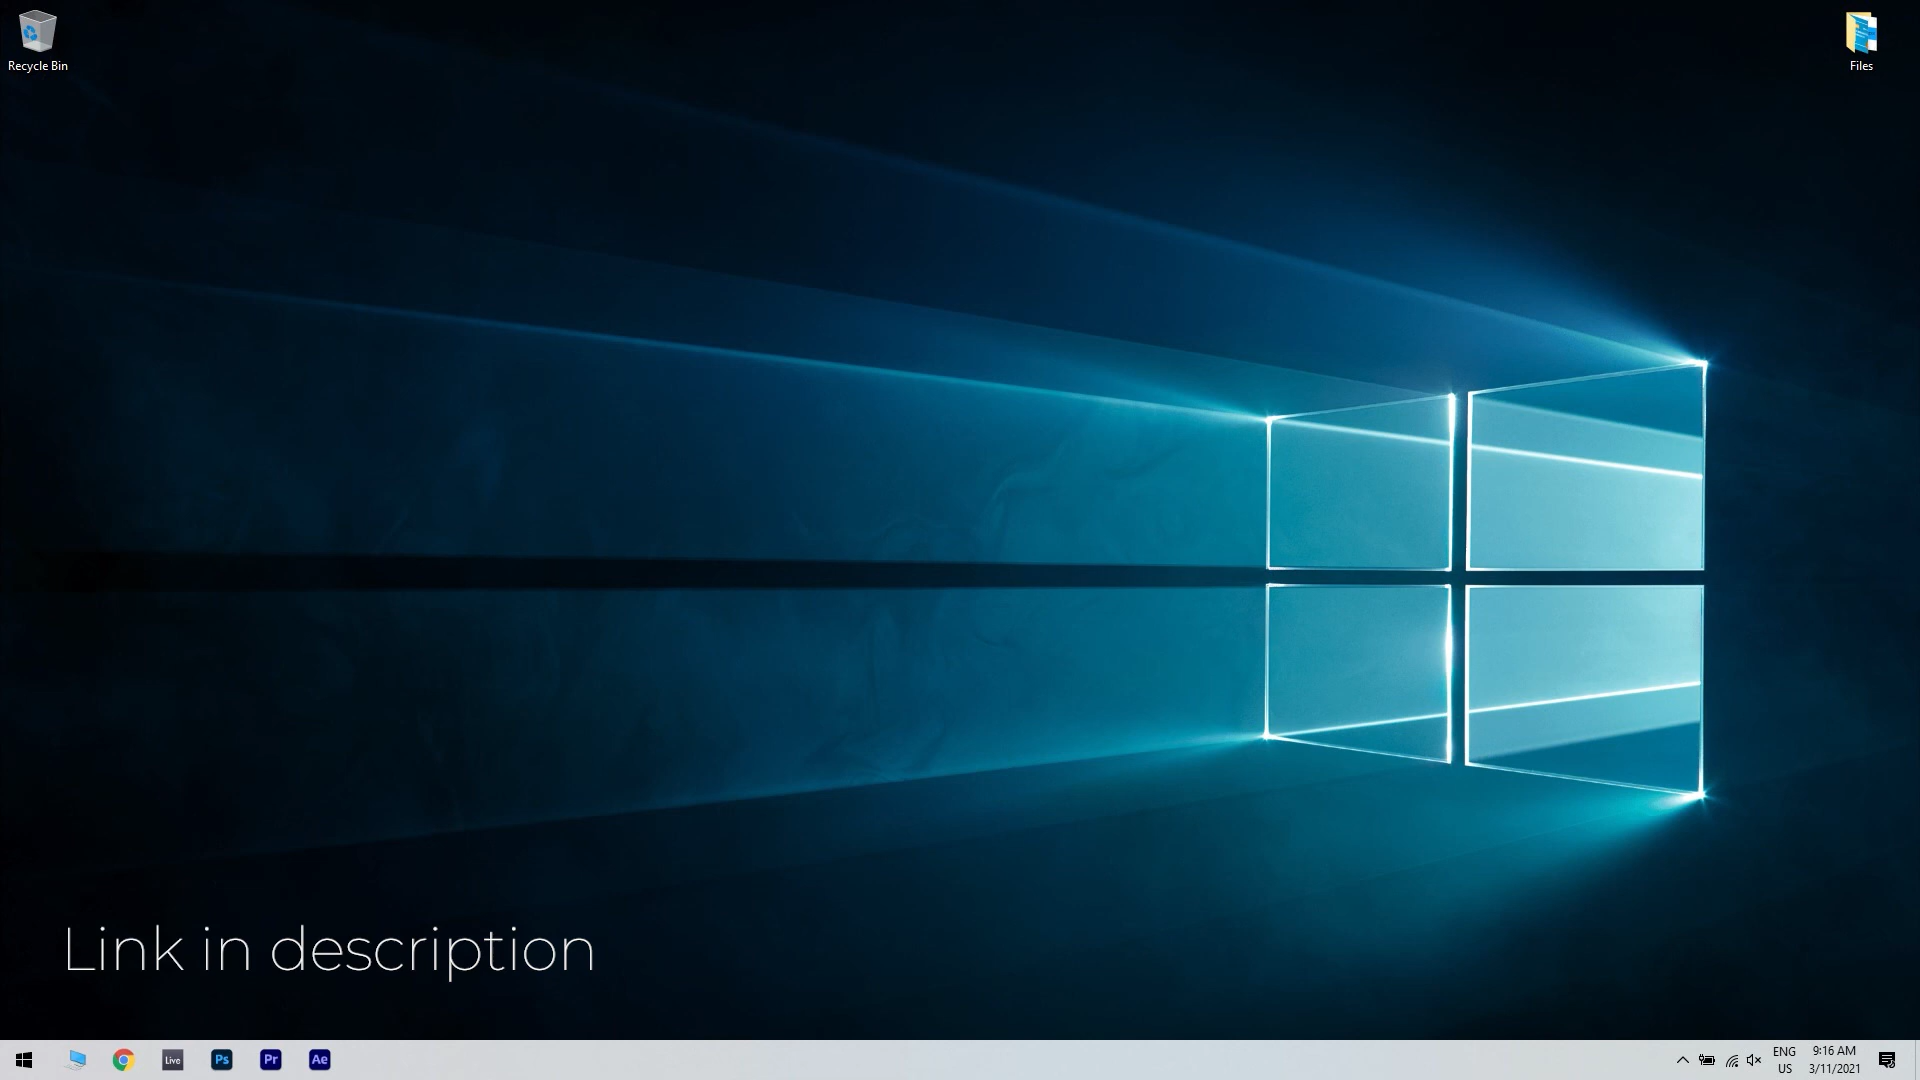 Recycle Bin
Files
Link in description
Live
Ps
Pr
Ae
ENG
US
9:16 AM
3/11/2021